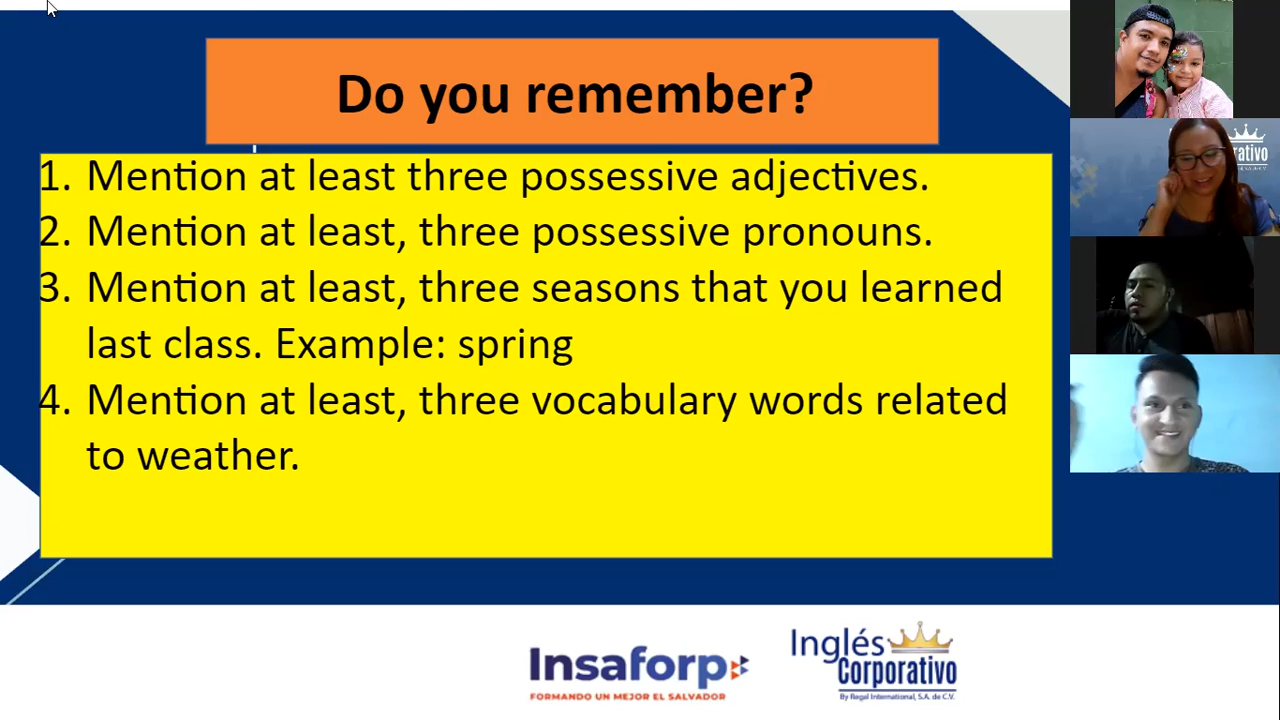 Do you remember?
1. Mention at least three possessive adjectives.
2. Mention at least, three possessive pronouns.
3. Mention at least, three seasons that you learned
last class. Example: spring
4. Mention at least, three vocabulary words related
to weather.
Insaforp
FORMANDO UN MEJOR EL SALVADOR
Inglés
Corporativo
By Regal International, S.A. de C.V.
rativo